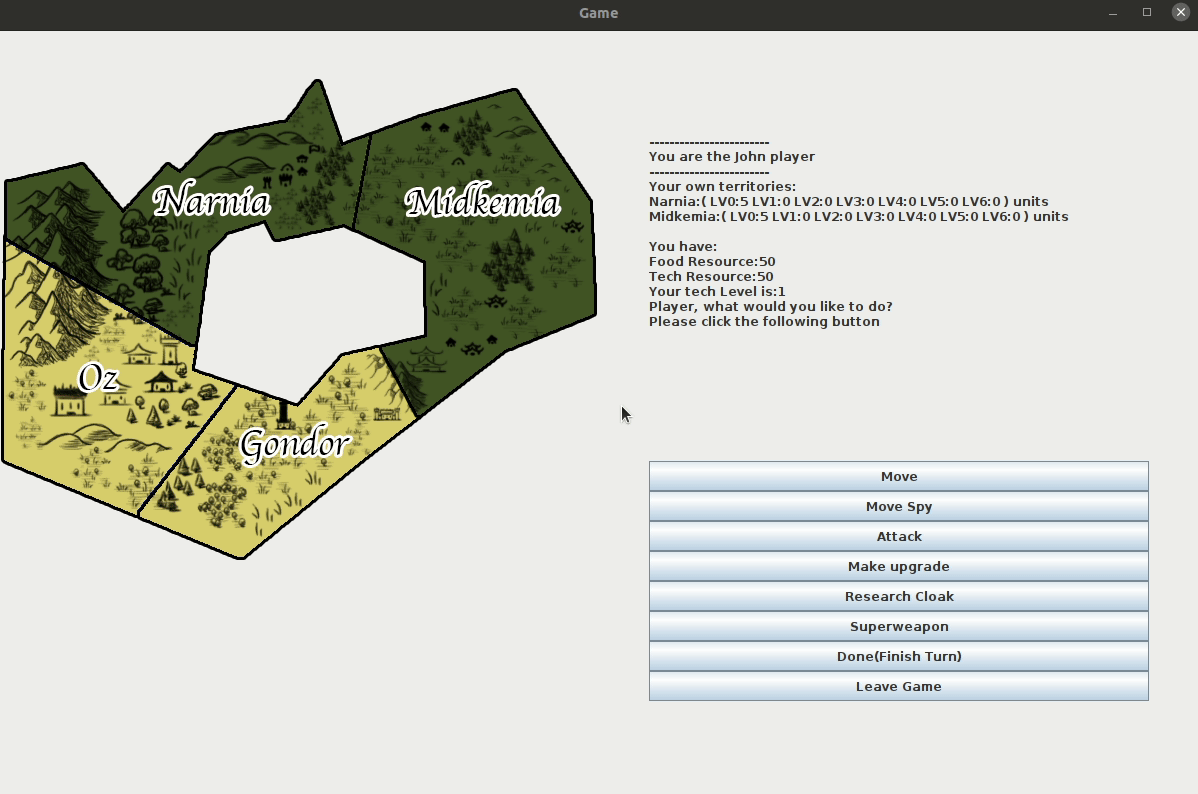 Game
Narnia
Midkemia
Oz
Gondor
------------------------
You are the John player
------------------------
Your own territories:
Narnia:( LV0:5 LV1:0 LV2:0 LV3:0 LV4:0 LV5:0 LV6:0 ) units
Midkemia:( LV0:5 LV1:0 LV2:0 LV3:0 LV4:0 LV5:0 LV6:0 ) units
You have:
Food Resource:50
Tech Resource:50
Your tech Level is:1
Player, what would you like to do?
Please click the following button
Move
Move Spy
Attack
Make upgrade
Research Cloak
Superweapon
Done(Finish Turn)
Leave Game